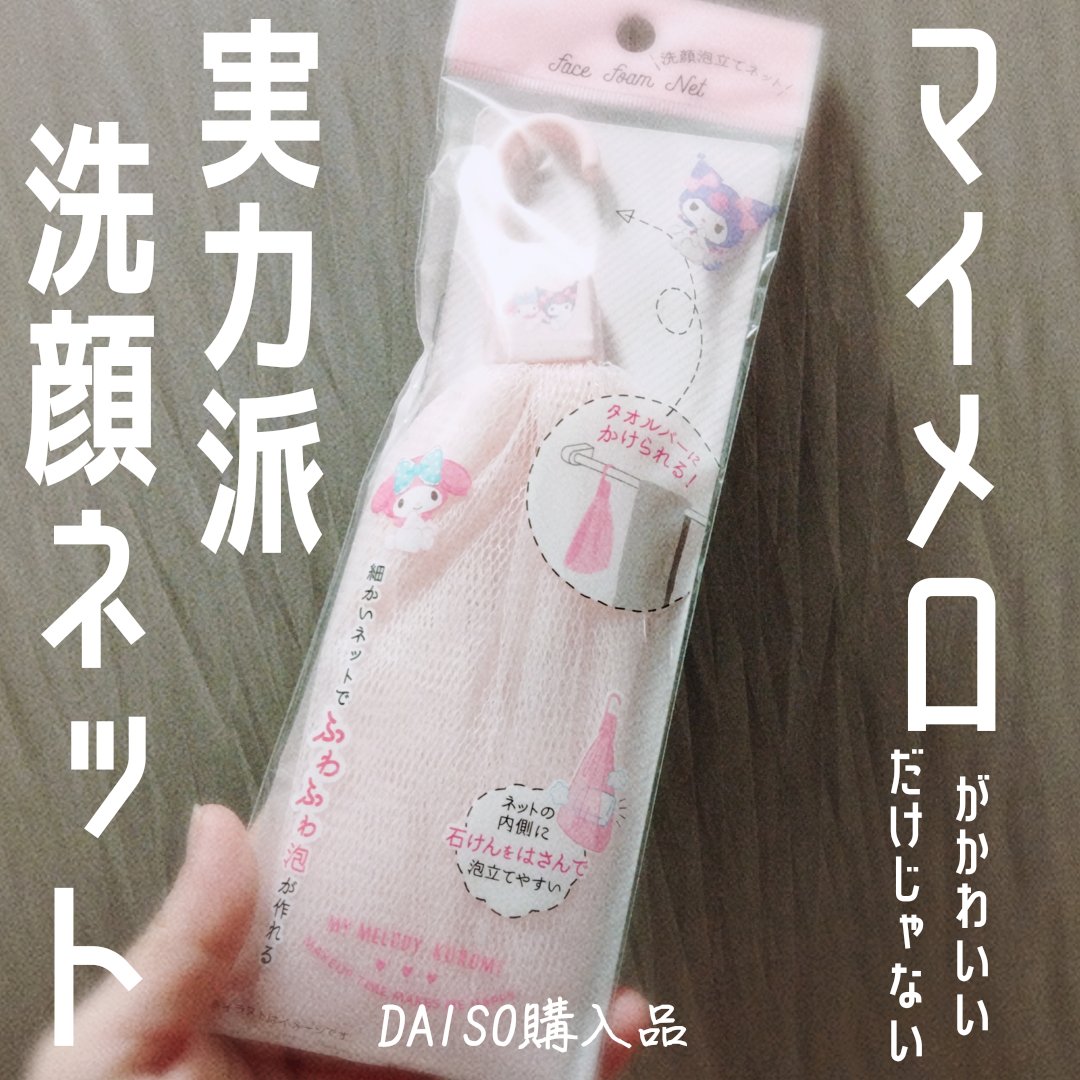 マイメロ
がかわいい
だけじゃない
実力派
洗顔ネット
洗顔泡立てネット
Face Foam Net
タオルバーに
かけられる!
細かいネットで
ふわふわ泡が作れる
ネットの
内側に
石けんをはさんで
泡立てやすい
MY MELODY KUROMI
DAISO購入品